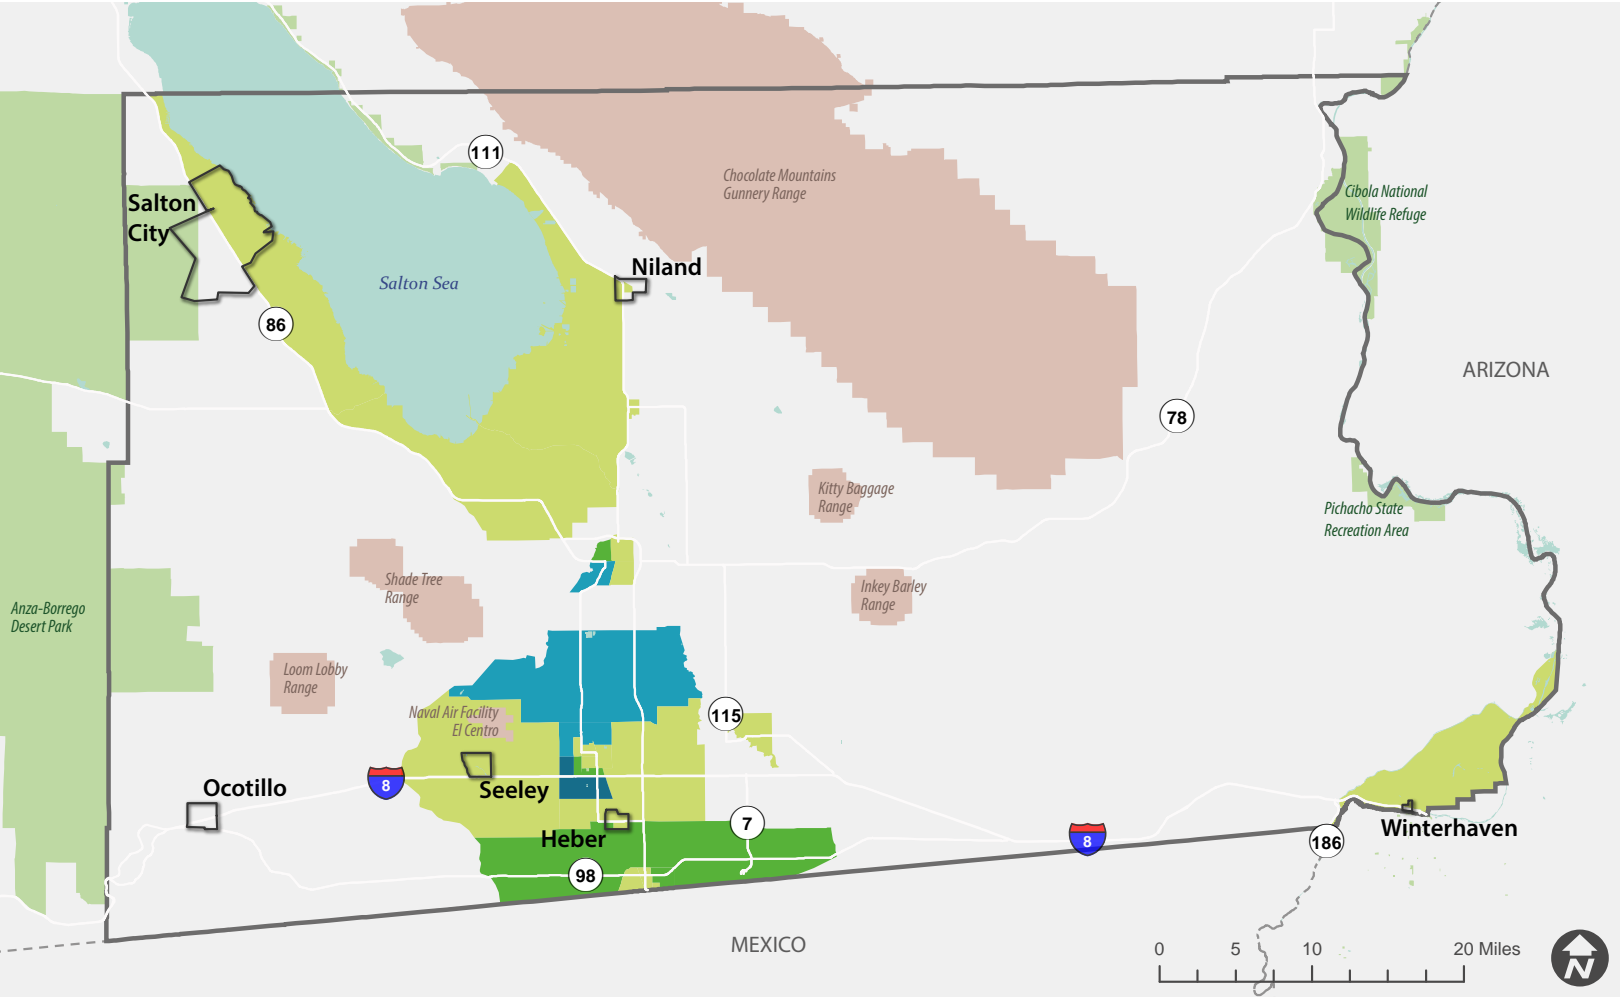 111
Chocolate Mountains
Gunnery Range
Cibola National
Wildlife Refuge
Salton
City
Niland
Salton Sea
86
ARIZONA
78
Kitty Baggage
Range
Pichacho State
Recreation Area
Shade Tree
Range
Inkey Barley
Range
Anza-Borrego
Desert Park
Loom Lobby
Range
Naval Air Facility
El Centro
115
Ocotillo
8
Seeley
7
Heber
8
186
Winterhaven
98
MEXICO
0 5 10 20 Miles
N